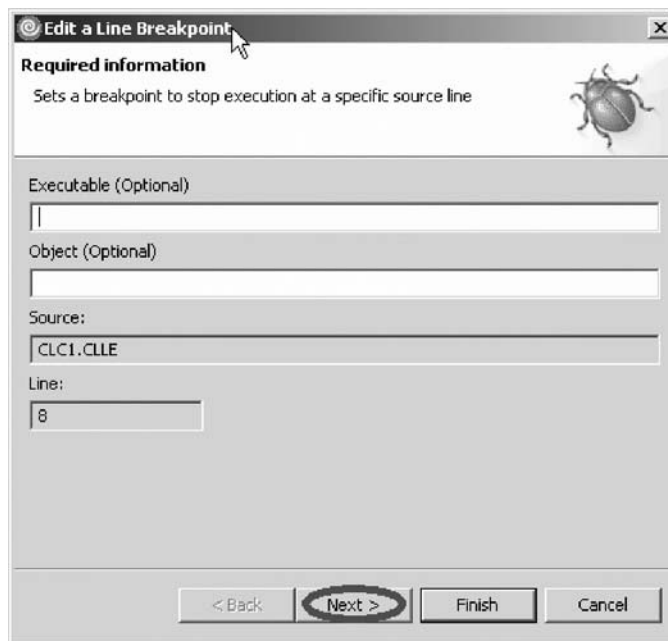 Edit a Line Breakpoint
Required information
Sets a breakpoint to stop execution at a specific source line
Executable (Optional)
Object (Optional)
Source:
CLC1.CLLE
Line:
8
< Back Next > Finish Cancel